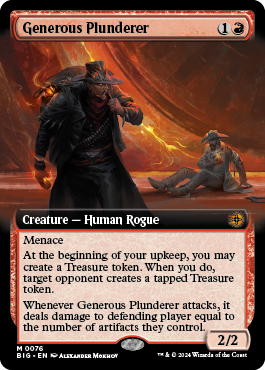 Generous Plunderer 1
Creature — Human Rogue
Menace
At the beginning of your upkeep, you may
create a Treasure token. When you do,
target opponent creates a tapped Treasure
token.
Whenever Generous Plunderer attacks, it
deals damage to defending player equal to
the number of artifacts they control.
2/2
M 0076
BIG • EN Alexander Mokhov
™ & © 2024 Wizards of the Coast